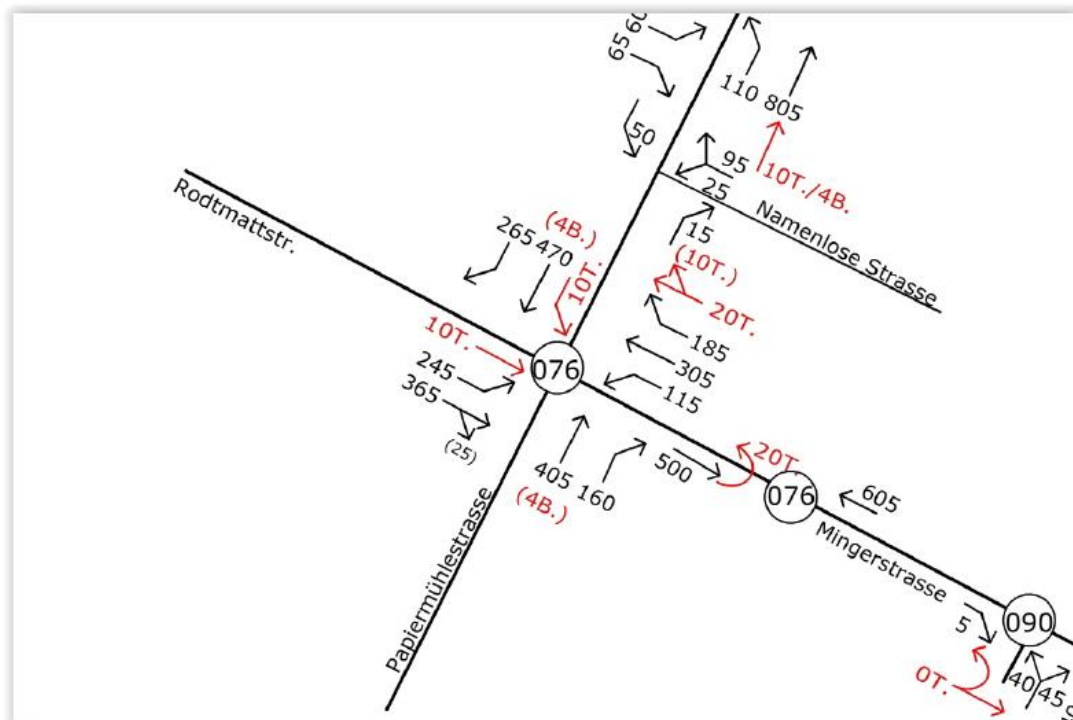 60
65
50
110 805
95
25
10T./4B.
Namenlose Strasse
15
(10T.)
20T.
Rodtmattstr.
265 470
(4B.)
10T.
10T.
076
185
305
115
245
365
(25)
405 160
(4B.)
500
20T.
076
605
Mingerstrasse
Papiermühlestrasse
5
090
0T.
40 45